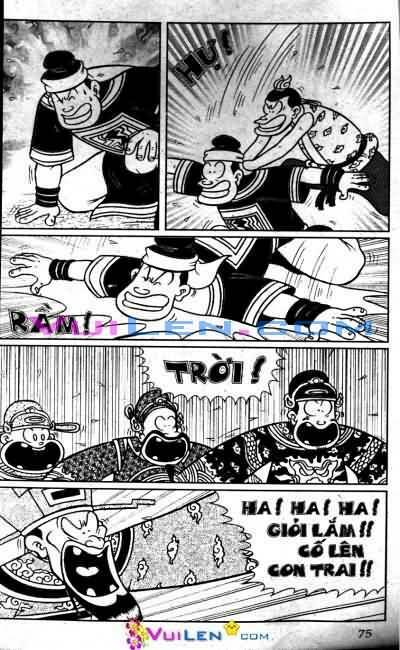 HỰ!
RẦM!
VUILEN.COM
TRỜI!
HA! HA! HA!
GIỎI LẮM!!
CỐ LÊN
CON TRAI!!
75
VUILEN.COM